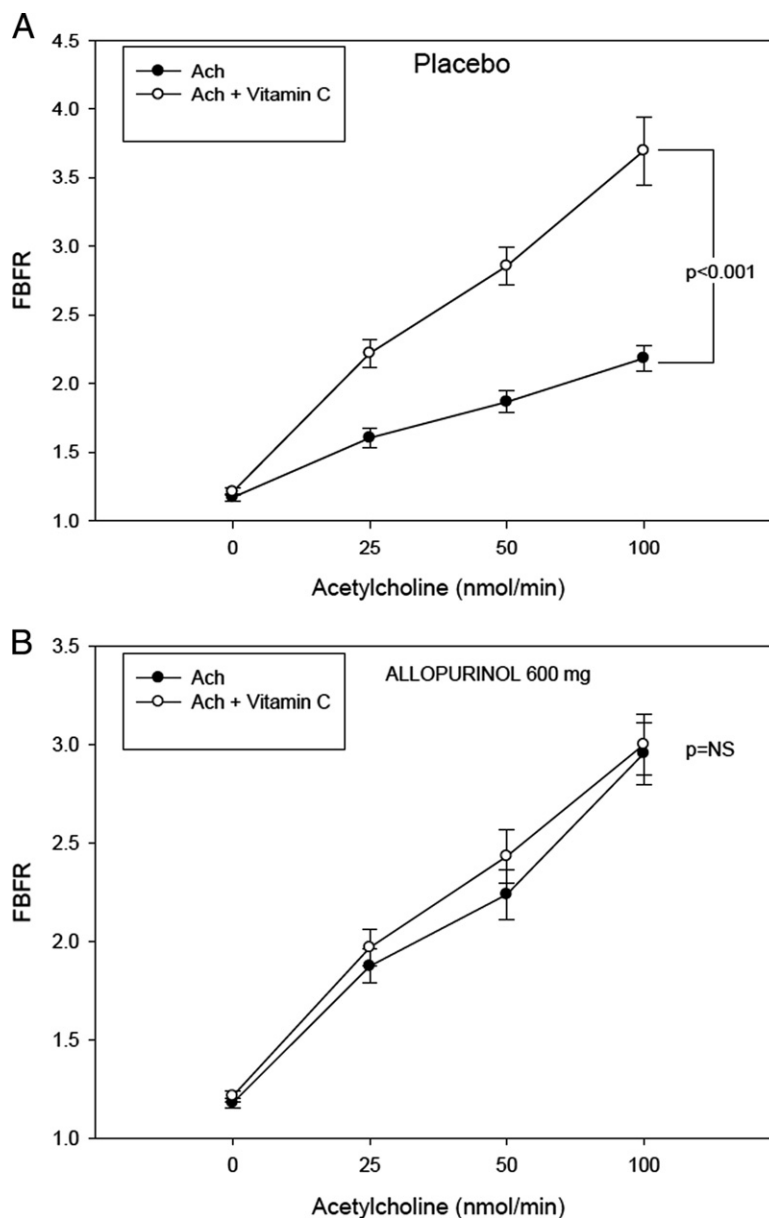 A
Placebo
Ach
Ach + Vitamin C
4.5
4.0
3.5
3.0
2.5
2.0
1.5
1.0
FBFR
p<0.001
0 25 50 100
Acetylcholine (nmol/min)
B
ALLOPURINOL 600 mg
Ach
Ach + Vitamin C
3.5
3.0
2.5
2.0
1.5
1.0
FBFR
p=NS
0 25 50 100
Acetylcholine (nmol/min)